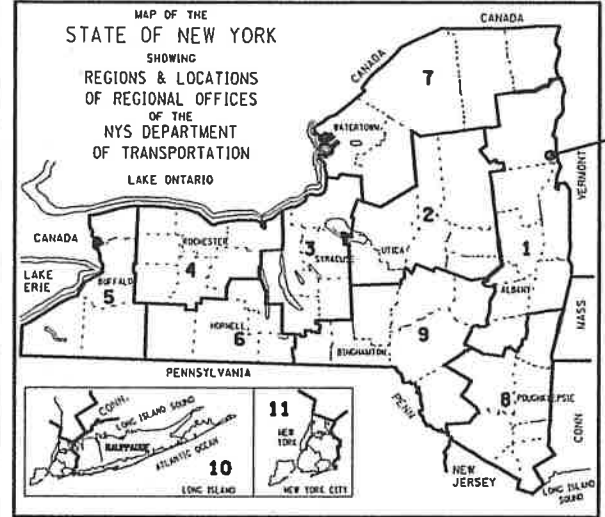 MAP OF THE
STATE OF NEW YORK
SHOWING
REGIONS & LOCATIONS
OF REGIONAL OFFICES
OF THE
NYS DEPARTMENT
OF TRANSPORTATION
LAKE ONTARIO
CANADA
CANADA
7
WATERTOWN
VERMONT
CANADA
ROCHESTER
4
3
SYRACUSE
2
UTICA
1
LAKE
ERIE
BUFFALO
5
ALBANY
MASS
HORNELL
6
9
BINGHAMTON
PENNSYLVANIA
PENN
8
POUGHKEEPSIE
CONN
NEW
JERSEY
LONG ISLAND
SOUND
CONN.
LONG ISLAND SOUND
HAUPPAUGE
ATLANTIC OCEAN
10
LONG ISLAND
11
NEW
YORK
NEW YORK CITY